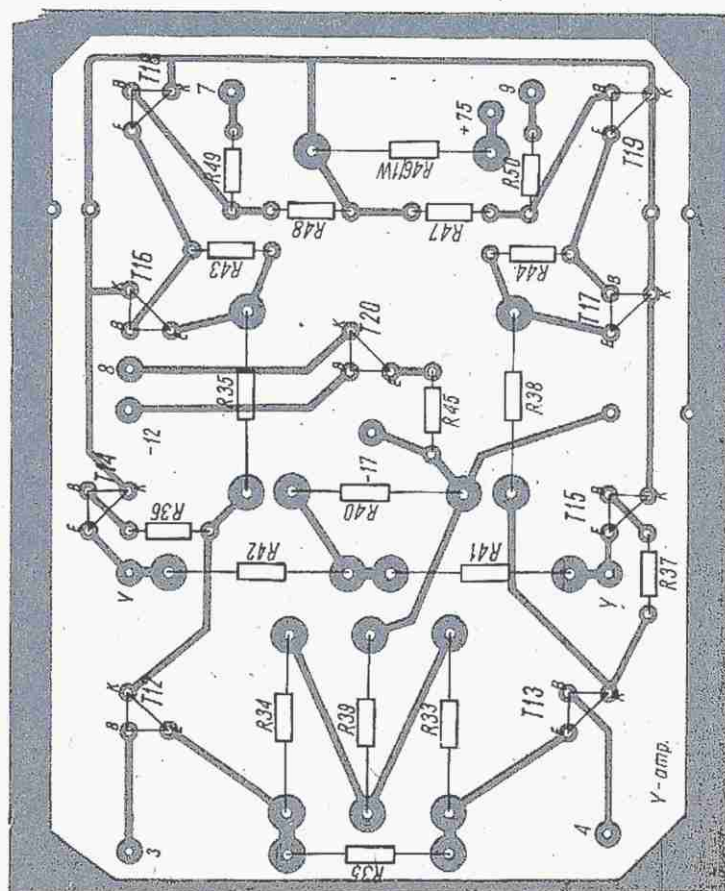 T18
B
K
E
7
9
+75
B
K
E
T19
R49
R46/1W
R50
R48
R47
R43
R44
T16
K
B
E
T17
B
K
T20
K
B
E
8
-12
R35
R38
R45
-17
T14
B
K
E
R36
R40
T15
B
K
E
R42
R41
R37
Y
Y
T12
K
B
R34
R39
R33
T13
B
K
E
Y-amp.
3
R35
4